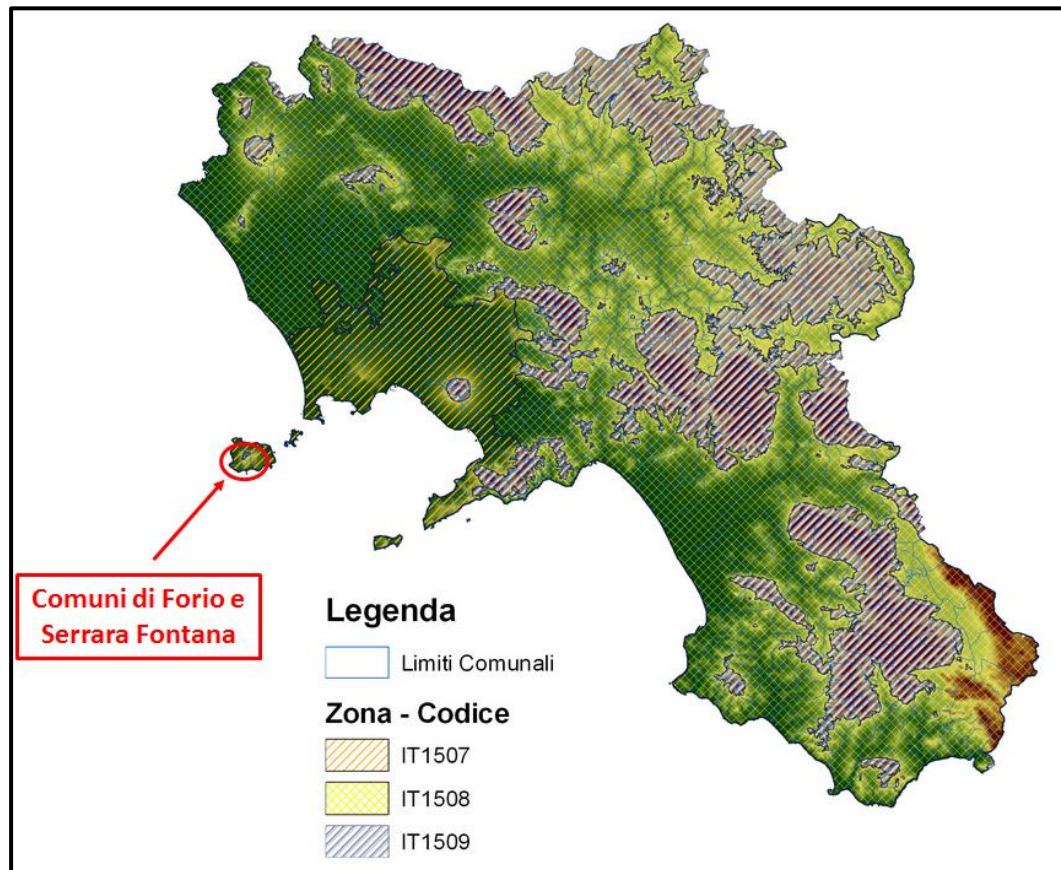 Comuni di Forio e
Serrara Fontana
Legenda
Limiti Comunali
Zona - Codice
IT1507
IT1508
IT1509